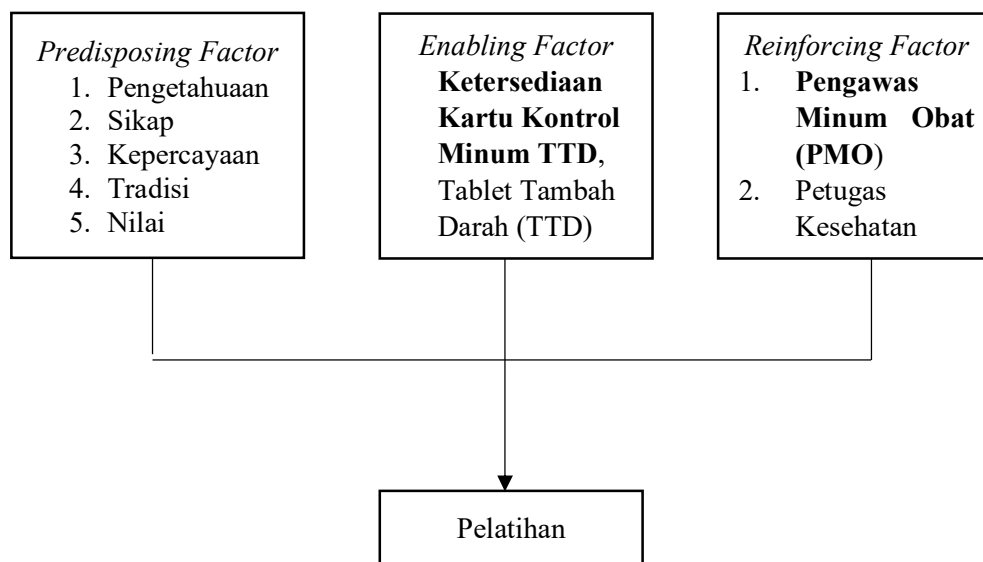 Predisposing Factor
1. Pengetahuaan
2. Sikap
3. Kepercayaan
4. Tradisi
5. Nilai
Enabling Factor
Ketersediaan
Kartu Kontrol
Minum TTD,
Tablet Tambah
Darah (TTD)
Reinforcing Factor
1. Pengawas
Minum Obat
(PMO)
2. Petugas
Kesehatan
Pelatihan